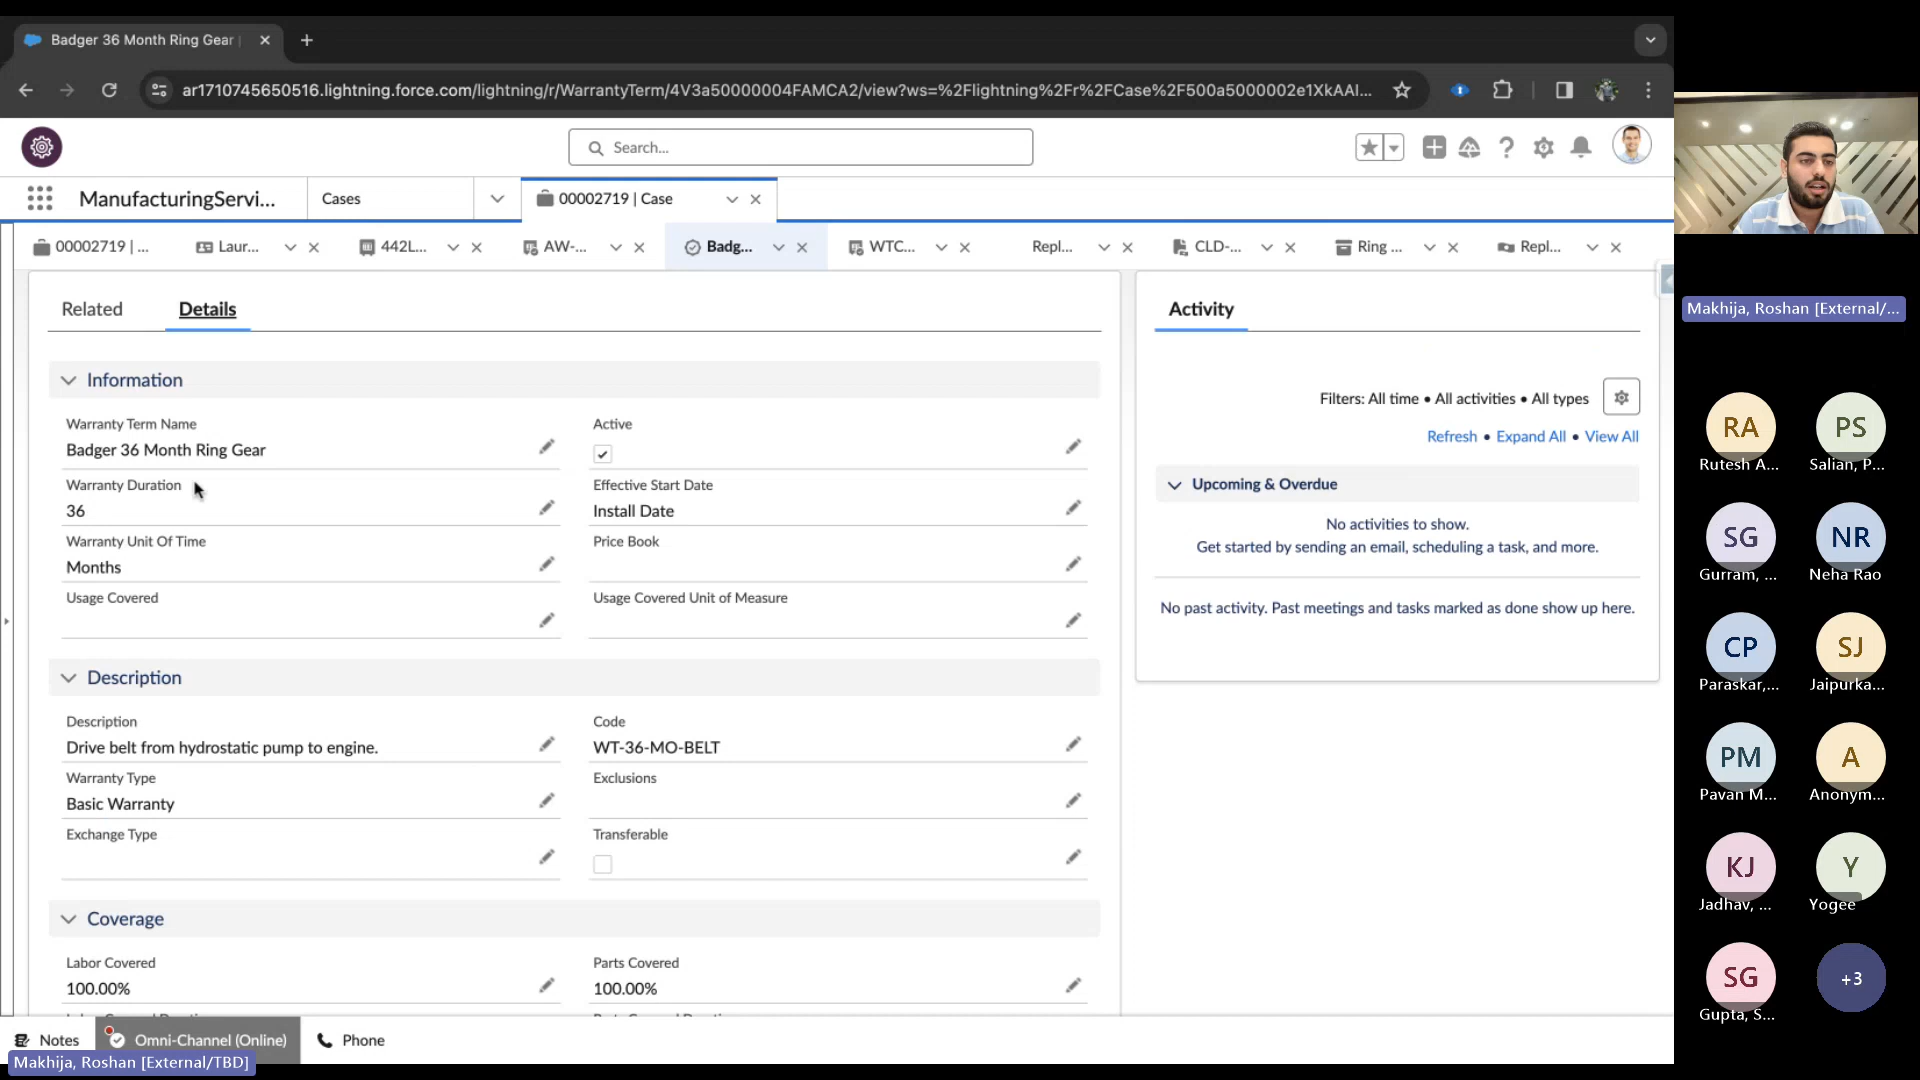 Badger 36 Month Ring Gear
ar1710745650516.lightning.force.com/lightning/r/WarrantyTerm/4V3a50000004FAMCA2/view?ws=%2Flightning%2Fr%2FCase%2F500a5000002e1XkAAI...
Search...
ManufacturingServi...
Cases
00002719 | Case
00002719 | ...
Laur...
442L...
AW-...
Badg...
WTC...
Repl...
CLD-...
Ring ...
Repl...
Related
Details
Information
Warranty Term Name
Badger 36 Month Ring Gear
Active
Warranty Duration
36
Effective Start Date
Install Date
Warranty Unit Of Time
Months
Price Book
Usage Covered
Usage Covered Unit of Measure
Description
Description
Drive belt from hydrostatic pump to engine.
Code
WT-36-MO-BELT
Warranty Type
Basic Warranty
Exclusions
Exchange Type
Transferable
Coverage
Labor Covered
100.00%
Parts Covered
100.00%
Activity
Filters: All time • All activities • All types
Refresh • Expand All • View All
Upcoming & Overdue
No activities to show.
Get started by sending an email, scheduling a task, and more.
No past activity. Past meetings and tasks marked as done show up here.
Notes
Omni-Channel (Online)
Phone
Makhija, Roshan [External/TBD]
Makhija, Roshan [External/...
RA
Rutesh A...
PS
Salian, P...
SG
Gurram, ...
NR
Neha Rao
CP
Paraskar,...
SJ
Jaipurka...
PM
Pavan M...
A
Anonym...
KJ
Jadhav, ...
Y
Yogee
SG
Gupta, S...
+3